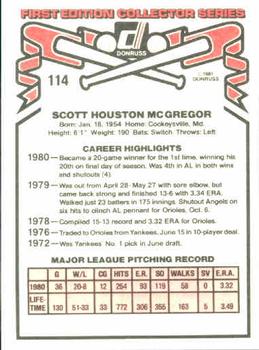 FIRST EDITION COLLECTOR SERIES
DONRUSS
114
© 1981
DONRUSS
SCOTT HOUSTON McGREGOR
Born: Jan. 18, 1954 Home: Cockeysville, Md.
Height: 6'1" Weight: 190 Bats: Switch Throws: Left
CAREER HIGHLIGHTS
1980 — Became a 20-game winner for the 1st time, winning his
20th on final day of season. Was 4th in AL in both wins
and shutouts (4)
1979 — Was out from April 28 - May 27 with sore elbow, but
came back strong and finished 13-6 with 3.34 ERA.
Walked just 23 batters in 175 innings. Shutout Angels on
six hits to clinch AL pennant for Orioles, Oct. 6.
1978 — Compiled 15-13 record and 3.32 ERA for Orioles.
1976 — Traded to Orioles from Yankees, June 15 in 10-player deal.
1972 — Was Yankees No. 1 pick in June draft.
MAJOR LEAGUE PITCHING RECORD
G W/L CG HITS E.R. SO WALKS SV E.R.A.
1980 36 20-8 12 254 93 119 58 0 3.32
LIFE-
TIME 130 51-33 33 772 306 355 163 5 3.49